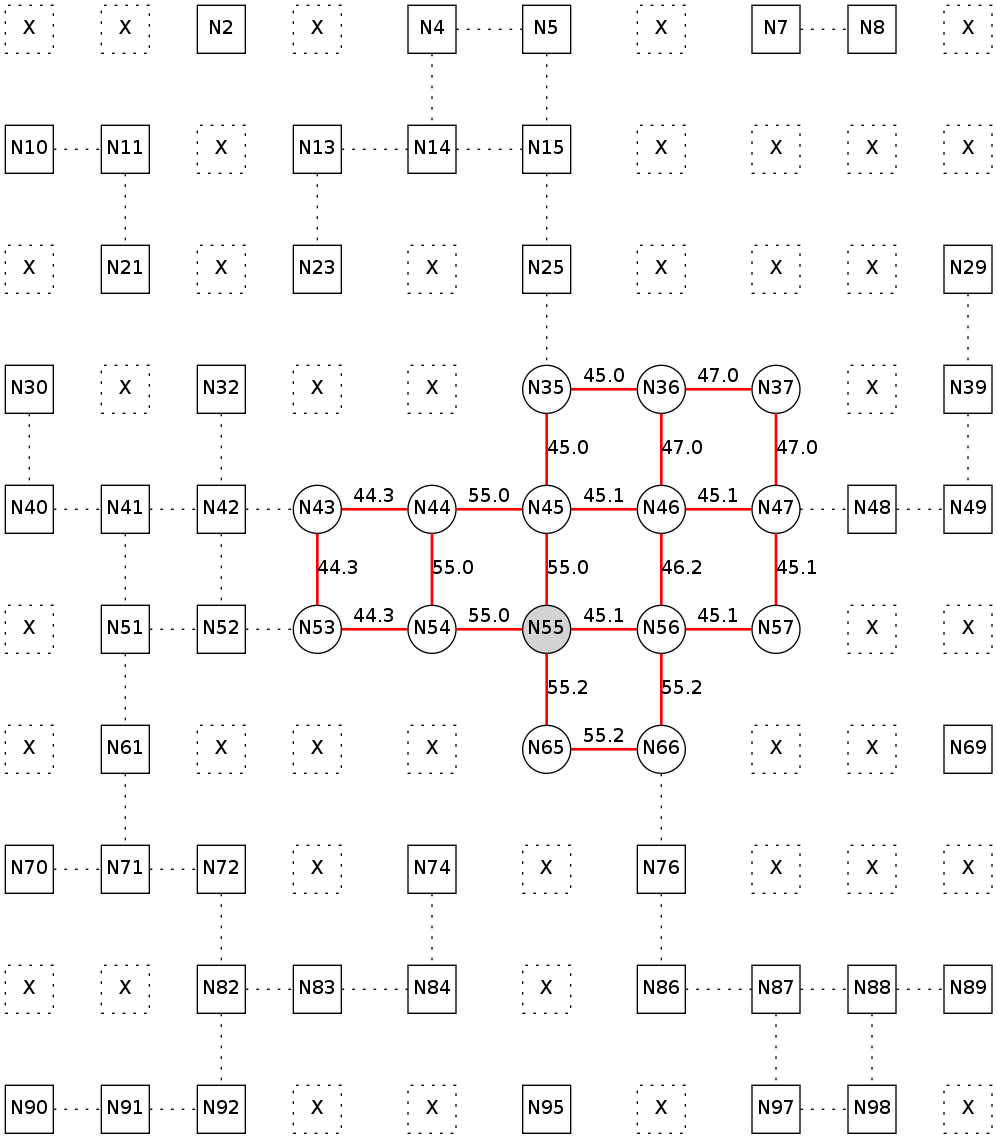 X X N2 X N4 N5 X N7 N8 X
N10 N11 X N13 N14 N15 X X X X
X N21 X N23 X N25 X X X N29
45.0 47.0
N30 X N32 X X N35 N36 N37 X N39
45.0 47.0 47.0
44.3 55.0 45.1 45.1
N40 N41 N42 N43 N44 N45 N46 N47 N48 N49
44.3 55.0 55.0 46.2 45.1
44.3 55.0 45.1 45.1
X N51 N52 N53 N54 N55 N56 N57 X X
55.2 55.2
55.2
X N61 X X X N65 N66 X X N69
N70 N71 N72 X N74 X N76 X X X
X X N82 N83 N84 X N86 N87 N88 N89
N90 N91 N92 X X N95 X N97 N98 X